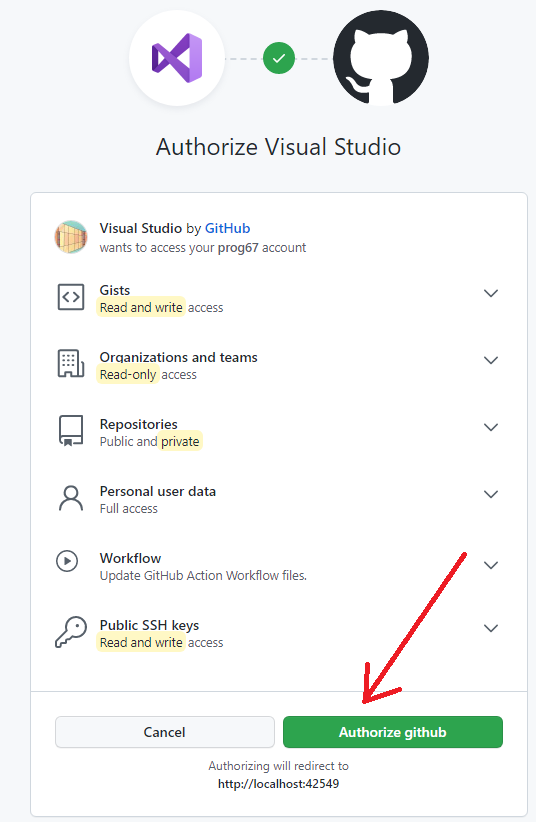 Authorize Visual Studio
Visual Studio by GitHub
wants to access your prog67 account
Gists
Read and write access
Organizations and teams
Read-only access
Repositories
Public and private
Personal user data
Full access
Workflow
Update GitHub Action Workflow files.
Public SSH keys
Read and write access
Cancel
Authorize github
Authorizing will redirect to
http://localhost:42549